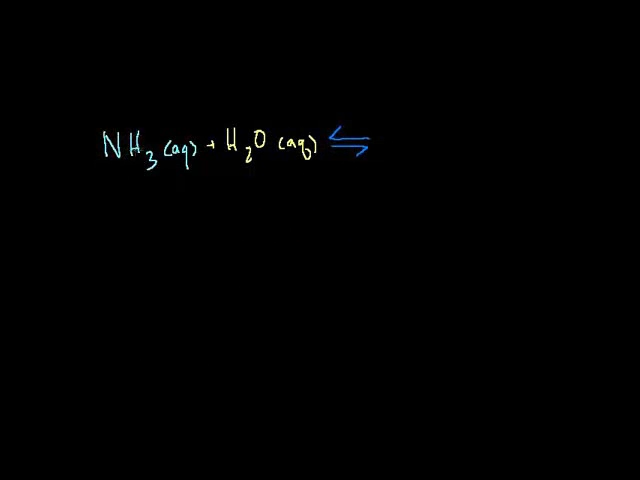 NH₃ (aq) + H₂O (aq) ⇌